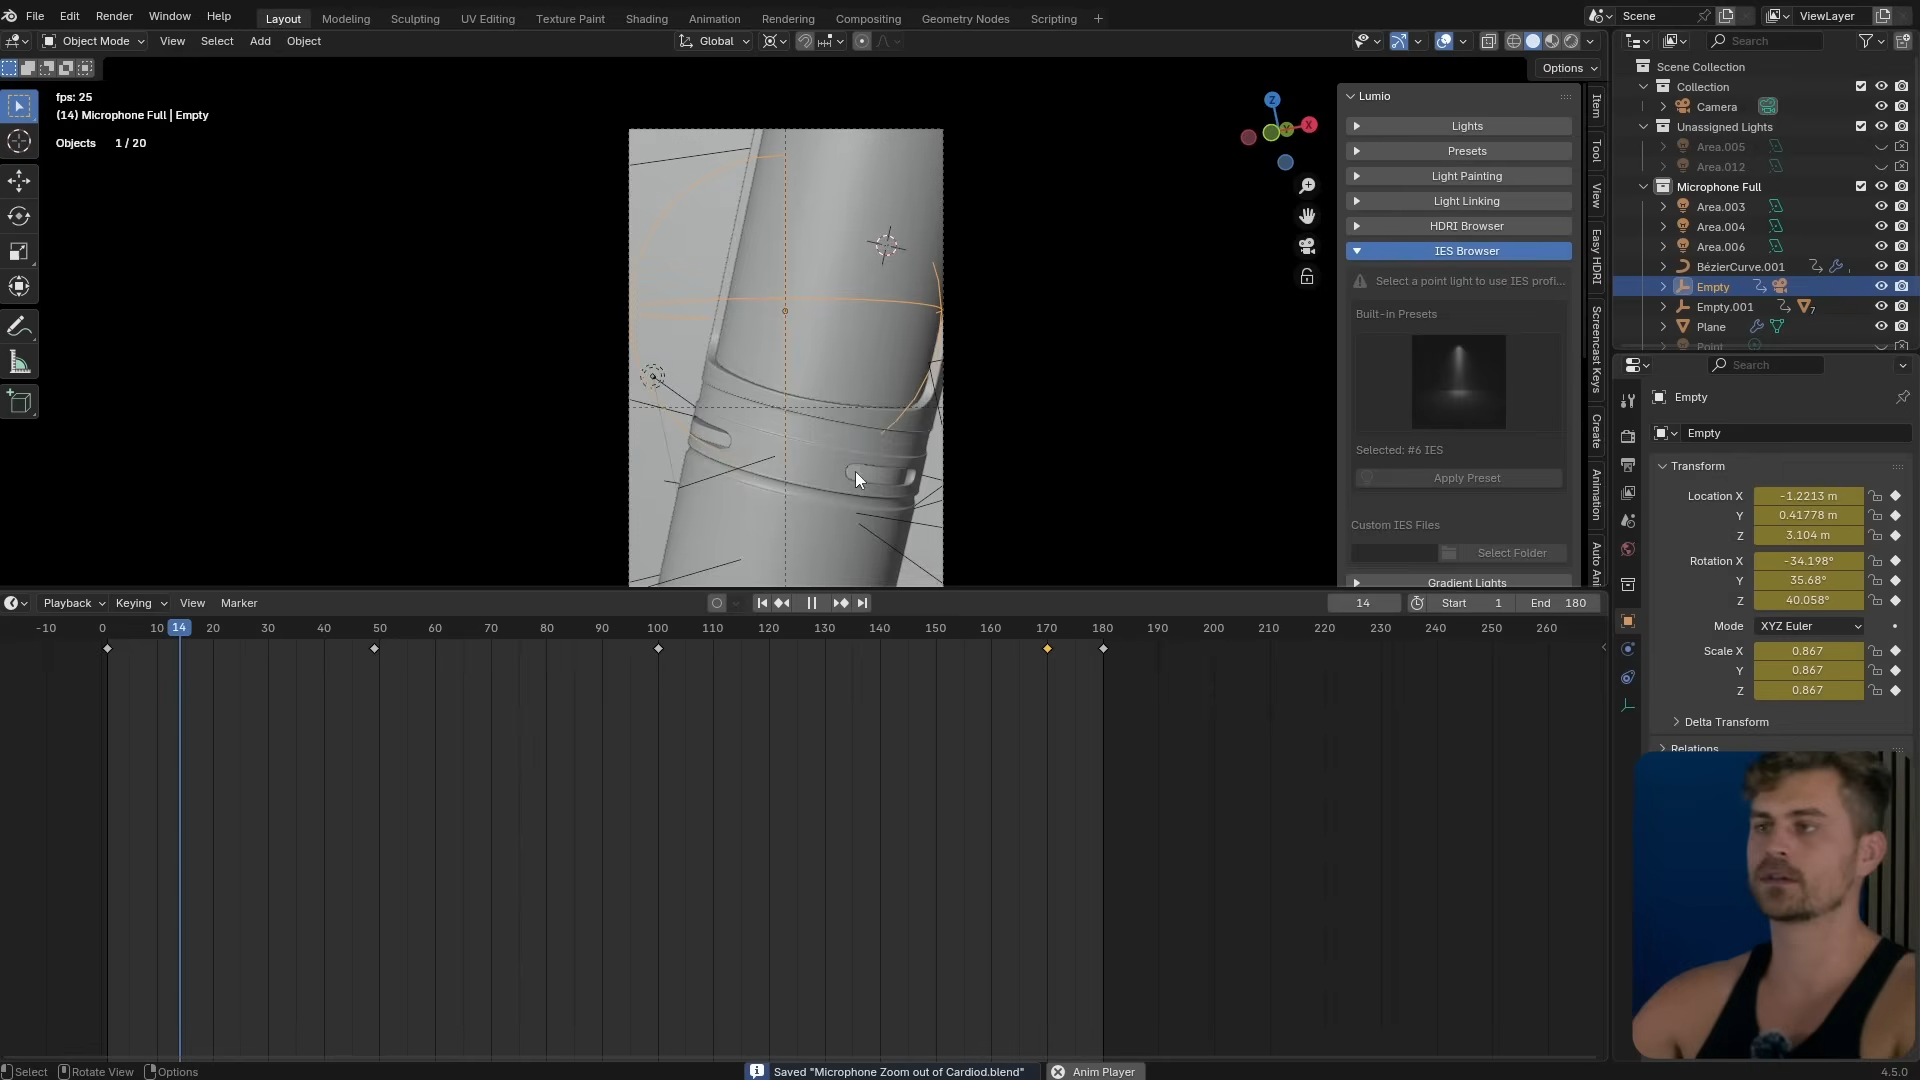 File Edit Render Window Help Layout Modeling Sculpting UV Editing Texture Paint Shading Animation Rendering Compositing Geometry Nodes Scripting + Scene ViewLayer
Object Mode View Select Add Object Global Search
Options
fps: 25
(14) Microphone Full | Empty
Objects 1 / 20
Z
X
Lumio
Lights
Presets
Light Painting
Light Linking
HDRI Browser
IES Browser
Select a point light to use IES profi...
Built-in Presets
Selected: #6 IES
Apply Preset
Custom IES Files
Select Folder
Gradient Lights
Item
Tool
View
Easy HDRI
Screencast Keys
Create
Animation
Auto Ani
Scene Collection
Collection
Camera
Unassigned Lights
Area.005
Area.012
Microphone Full
Area.003
Area.004
Area.006
BézierCurve.001
Empty
Empty.001 7
Plane
Point
Search
Empty
Empty
Transform
Location X -1.2213 m
Y 0.41778 m
Z 3.104 m
Rotation X -34.198°
Y 35.68°
Z 40.058°
Mode XYZ Euler
Scale X 0.867
Y 0.867
Z 0.867
Delta Transform
Relations
Playback Keying View Marker 14 Start 1 End 180
-10 0 10 14 20 30 40 50 60 70 80 90 100 110 120 130 140 150 160 170 180 190 200 210 220 230 240 250 260
Select Rotate View Options Saved "Microphone Zoom out of Cardiod.blend" Anim Player 4.5.0